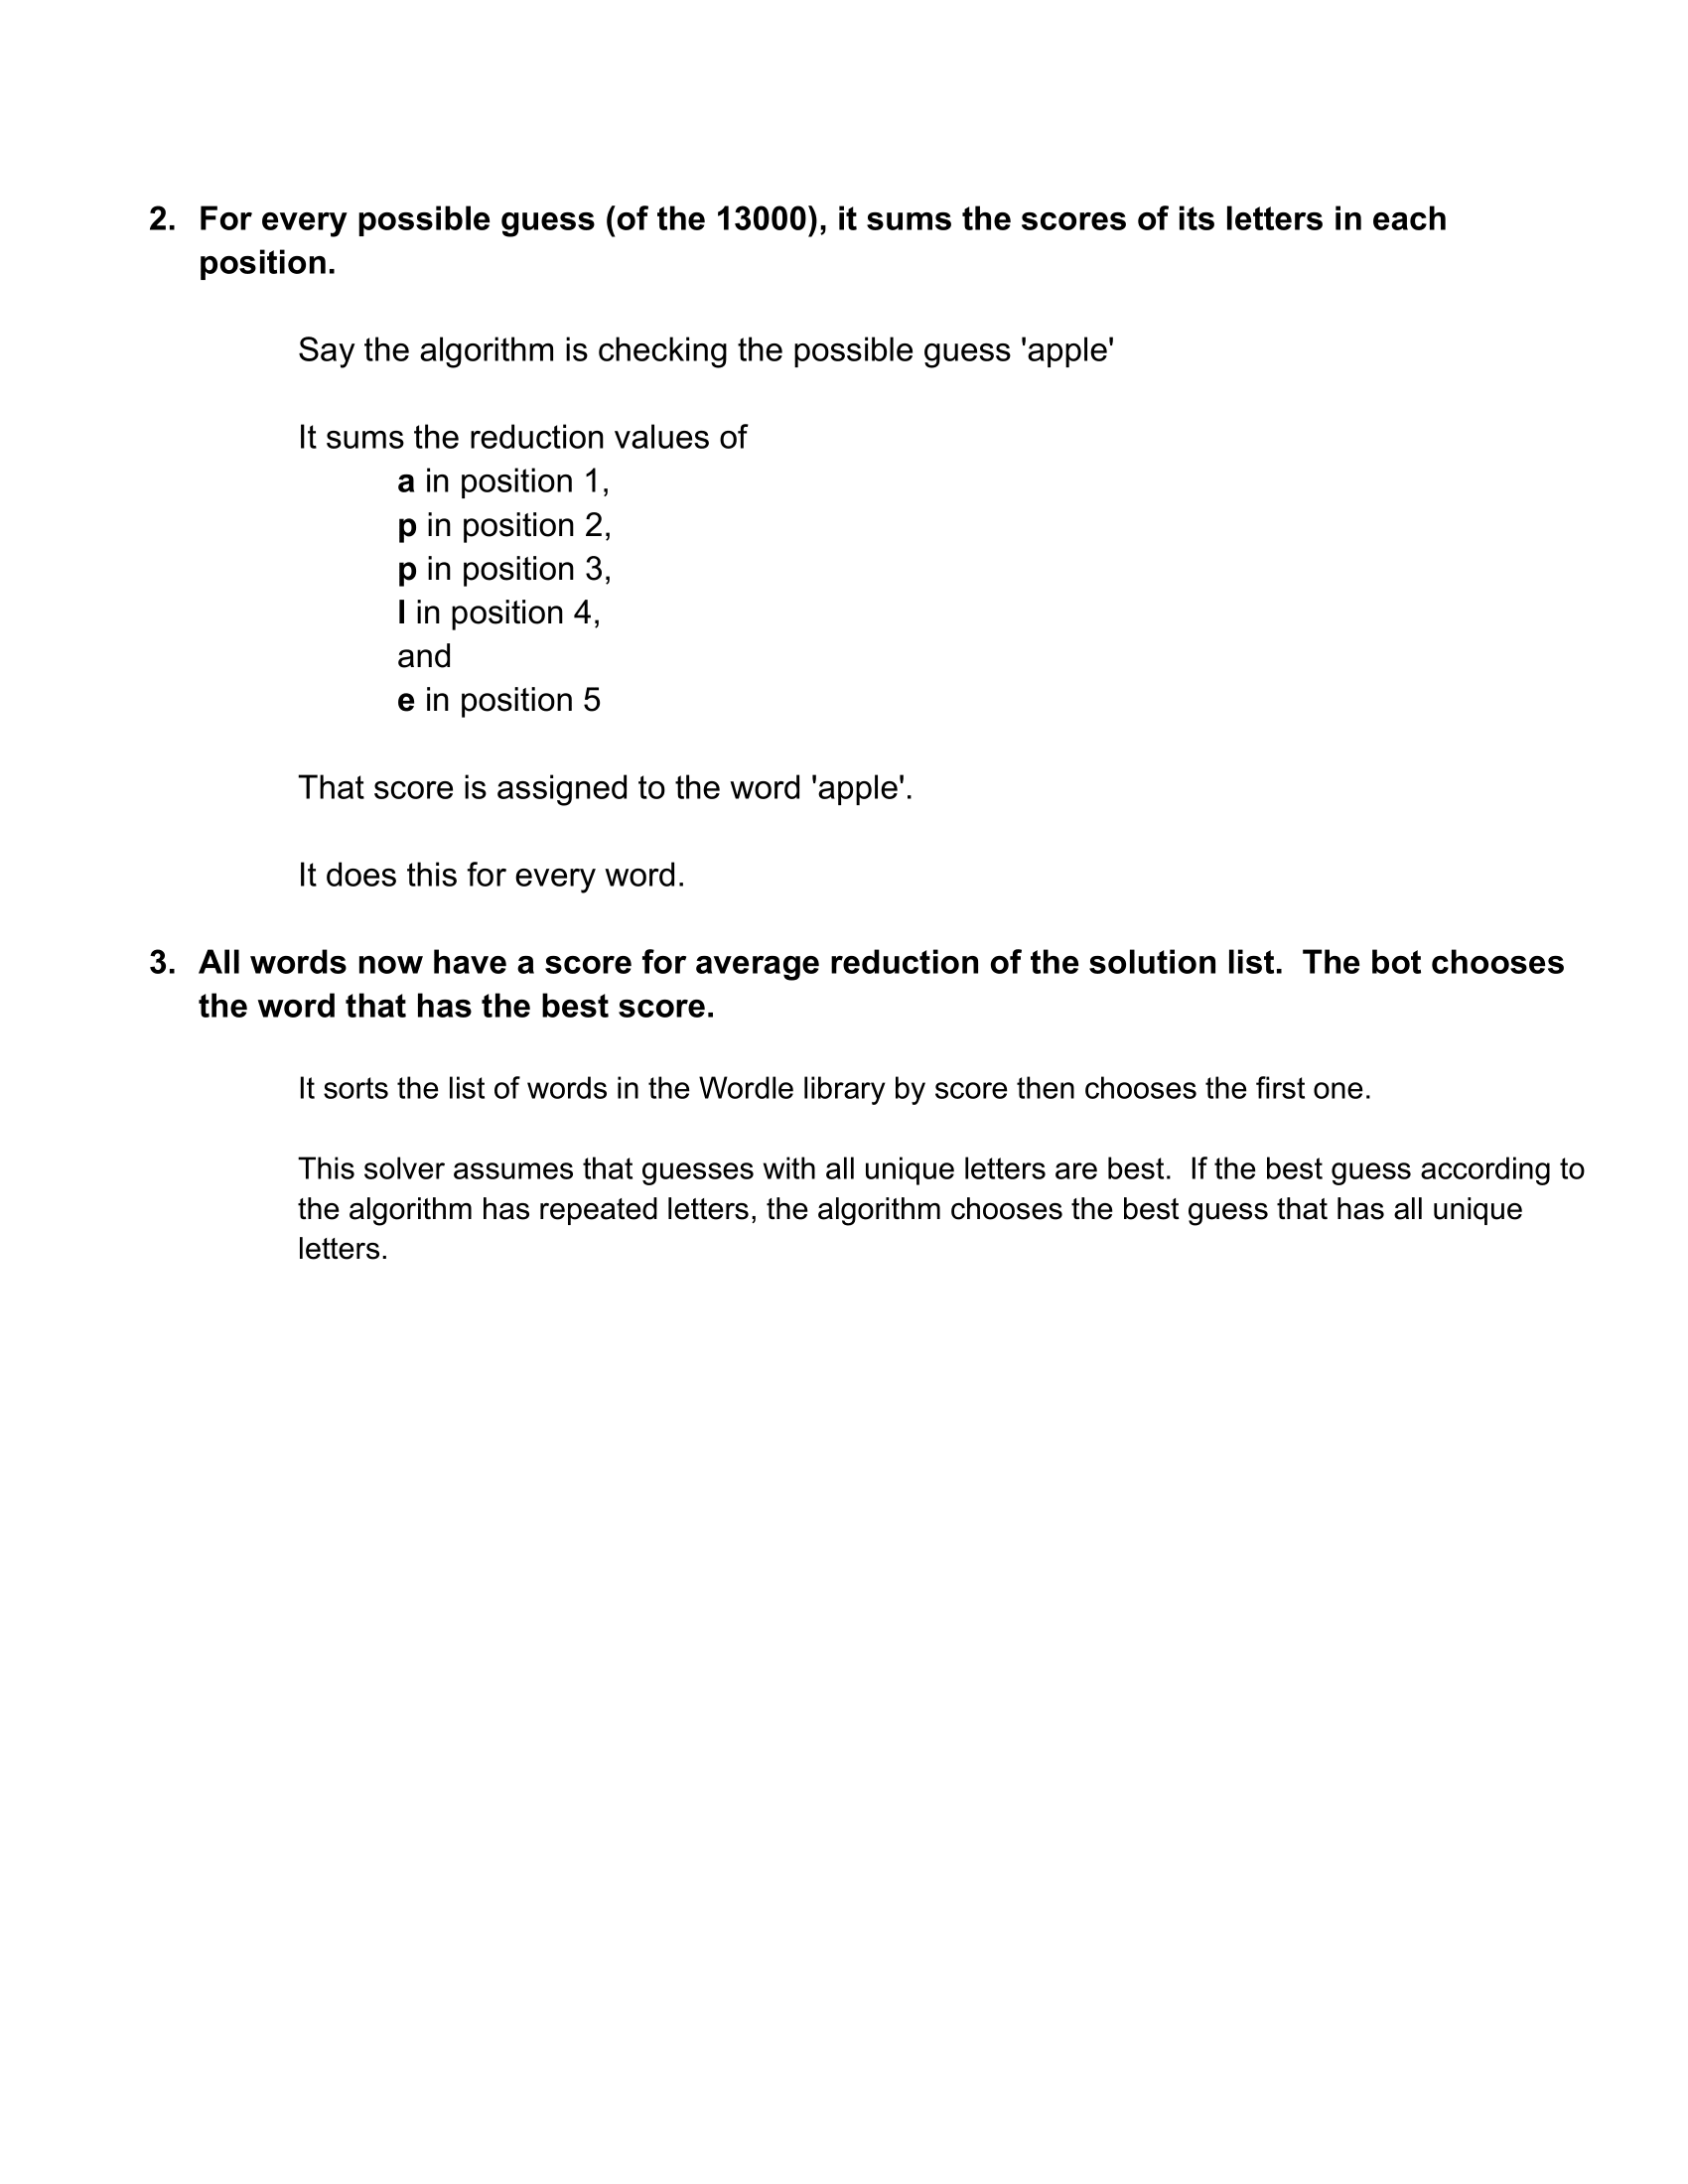 2. For every possible guess (of the 13000), it sums the scores of its letters in each
position.
Say the algorithm is checking the possible guess 'apple'
It sums the reduction values of
a in position 1,
p in position 2,
p in position 3,
l in position 4,
and
e in position 5
That score is assigned to the word 'apple'.
It does this for every word.
3. All words now have a score for average reduction of the solution list.  The bot chooses
the word that has the best score.
It sorts the list of words in the Wordle library by score then chooses the first one.
This solver assumes that guesses with all unique letters are best.  If the best guess according to
the algorithm has repeated letters, the algorithm chooses the best guess that has all unique
letters.